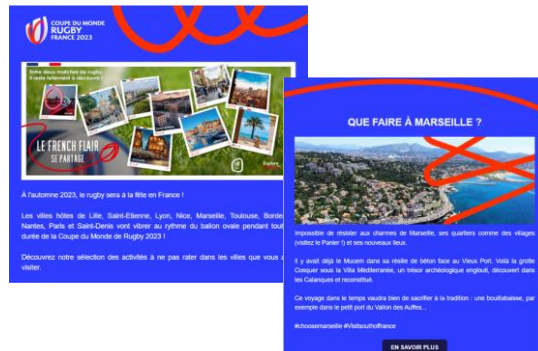 COUPE DU MONDE
RUGBY
FRANCE 2023
Entre deux matches de rugby
il reste tellement à découvrir !
LE FRENCH FLAIR
SE PARTAGE
Explore
À l'automne 2023, le rugby sera à la fête en France !
Les villes hôtes de Lille, Saint-Etienne, Lyon, Nice, Marseille, Toulouse, Borde
Nantes, Paris et Saint-Denis vont vibrer au rythme du ballon ovale pendant tout
durée de la Coupe du Monde de Rugby 2023 !
Découvrez notre sélection des activités à ne pas rater dans les villes que vous a
visiter.
QUE FAIRE À MARSEILLE ?
Impossible de résister aux charmes de Marseille, ses quartiers comme des villages
(visitez le Panier !) et ses nouveaux lieux.
Il y avait déjà le Mucem dans sa résille de béton face au Vieux Port. Voilà la grotte
Cosquer sous la Villa Méditerranée, un trésor archéologique englouti, découvert dans
les Calanques et reconstitué.
Ce voyage dans le temps vaudra bien de sacrifier à la tradition : une bouillabaisse, par
exemple dans le petit port du Vallon des Auffes...
#choosemarseille #Visitsouthoffrance
EN SAVOIR PLUS